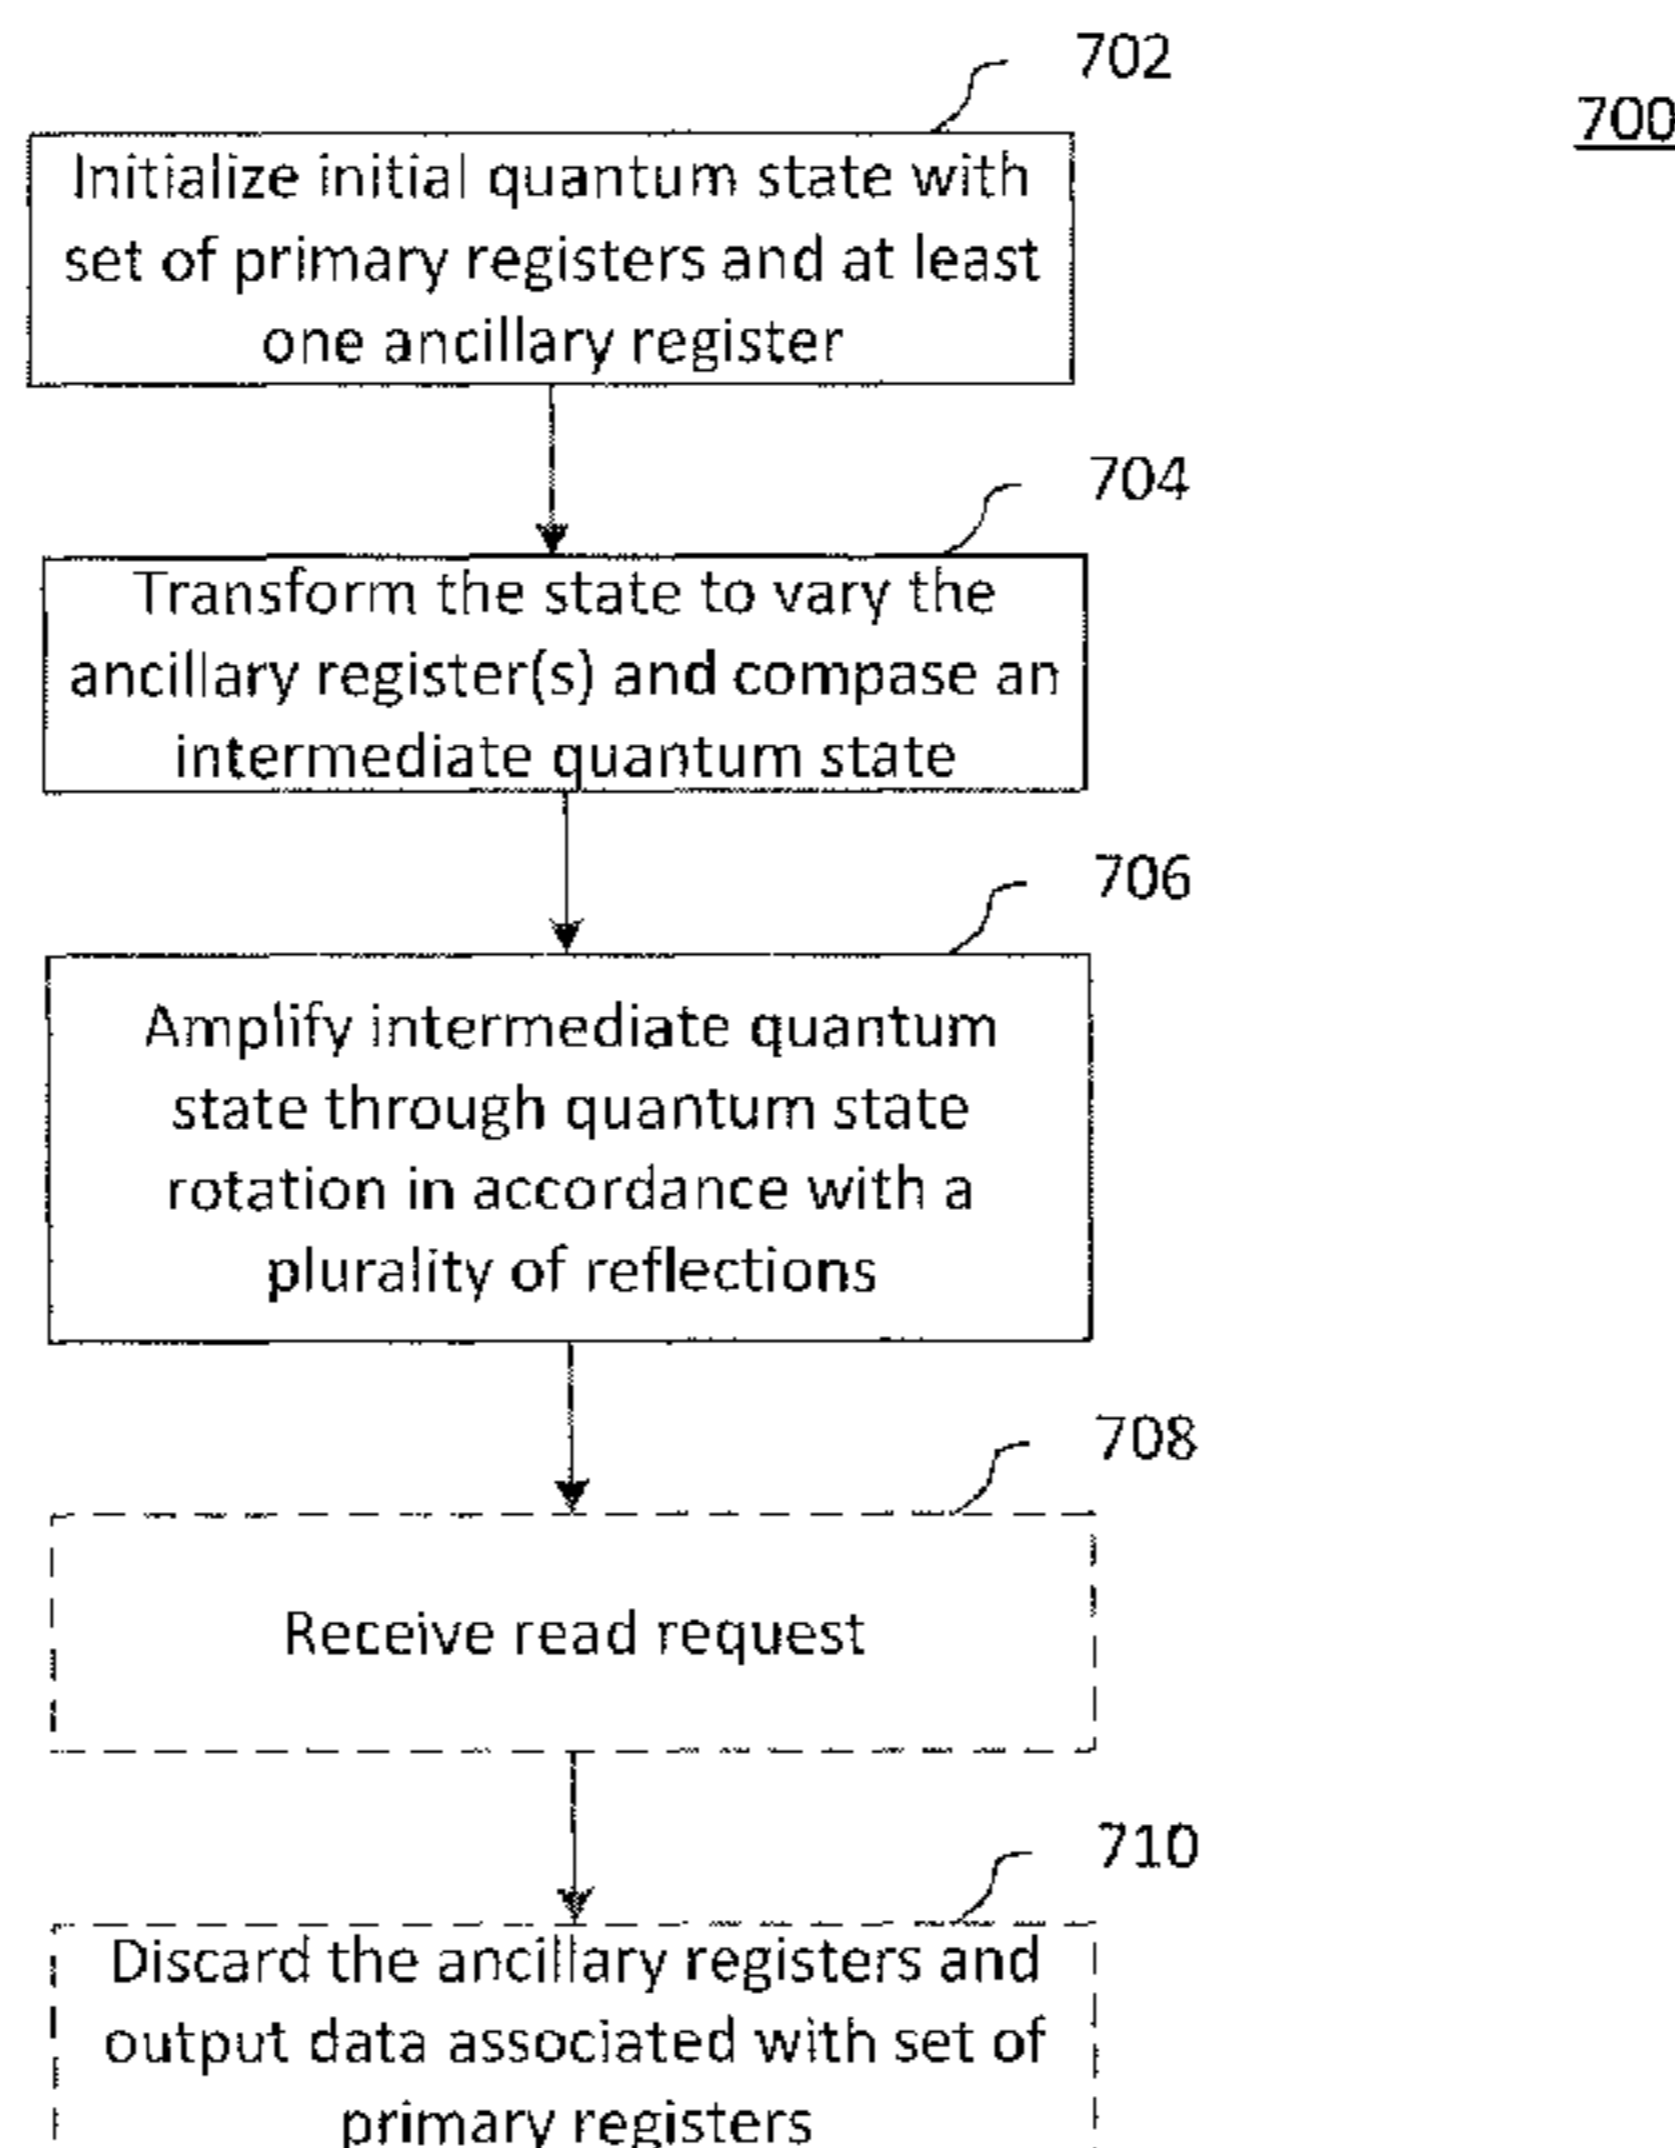 702
700
Initialize initial quantum state with
set of primary registers and at least
one ancillary register
704
Transform the state to vary the
ancillary register(s) and compase an
intermediate quantum state
706
Amplify intermediate quantum
state through quantum state
rotation in accordance with a
plurality of reflections
708
Receive read request
710
Discard the ancillary registers and
output data associated with set of
primary registers